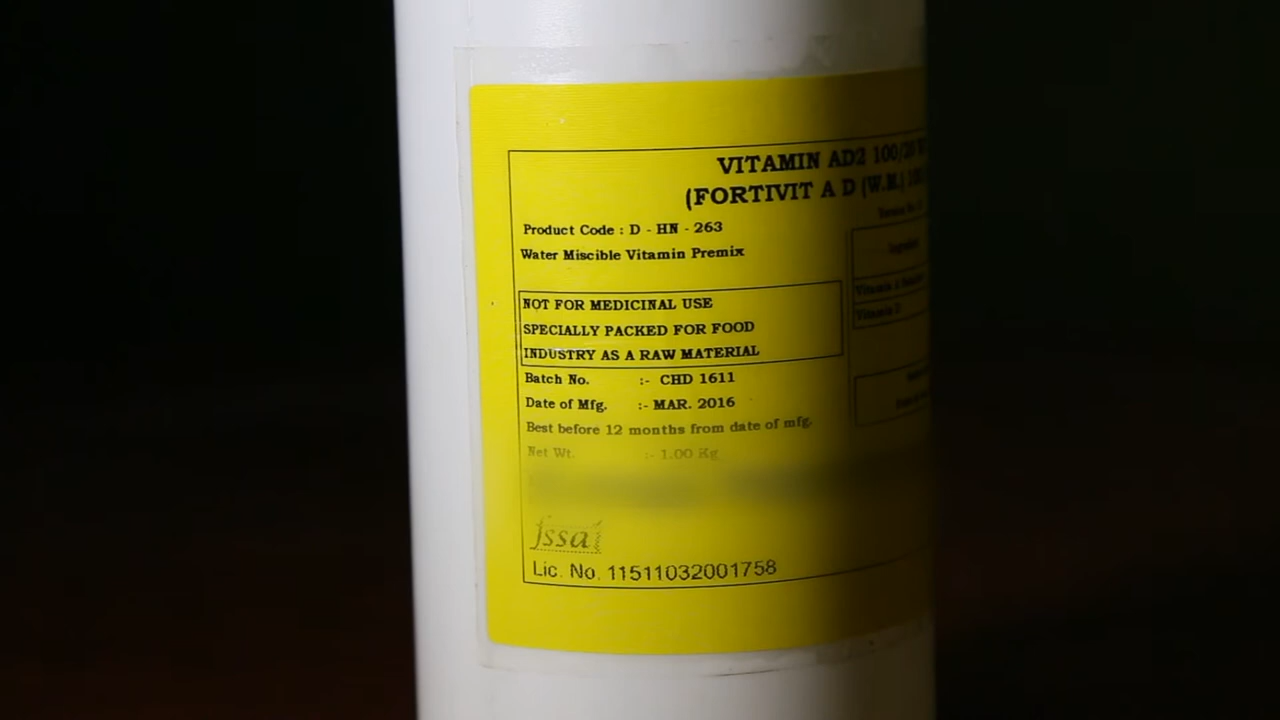 VITAMIN AD2 100/20
(FORTIVIT A D (W.M.)
Product Code : D - HN - 263
Water Miscible Vitamin Premix
Vitamin A
Vitamin D
NOT FOR MEDICINAL USE
SPECIALLY PACKED FOR FOOD
INDUSTRY AS A RAW MATERIAL
Batch No. :- CHD 1611
Date of Mfg. :- MAR. 2016
Best before 12 months from date of mfg.
Net Wt. :- 1.00 Kg
fssai
Lic. No. 11511032001758